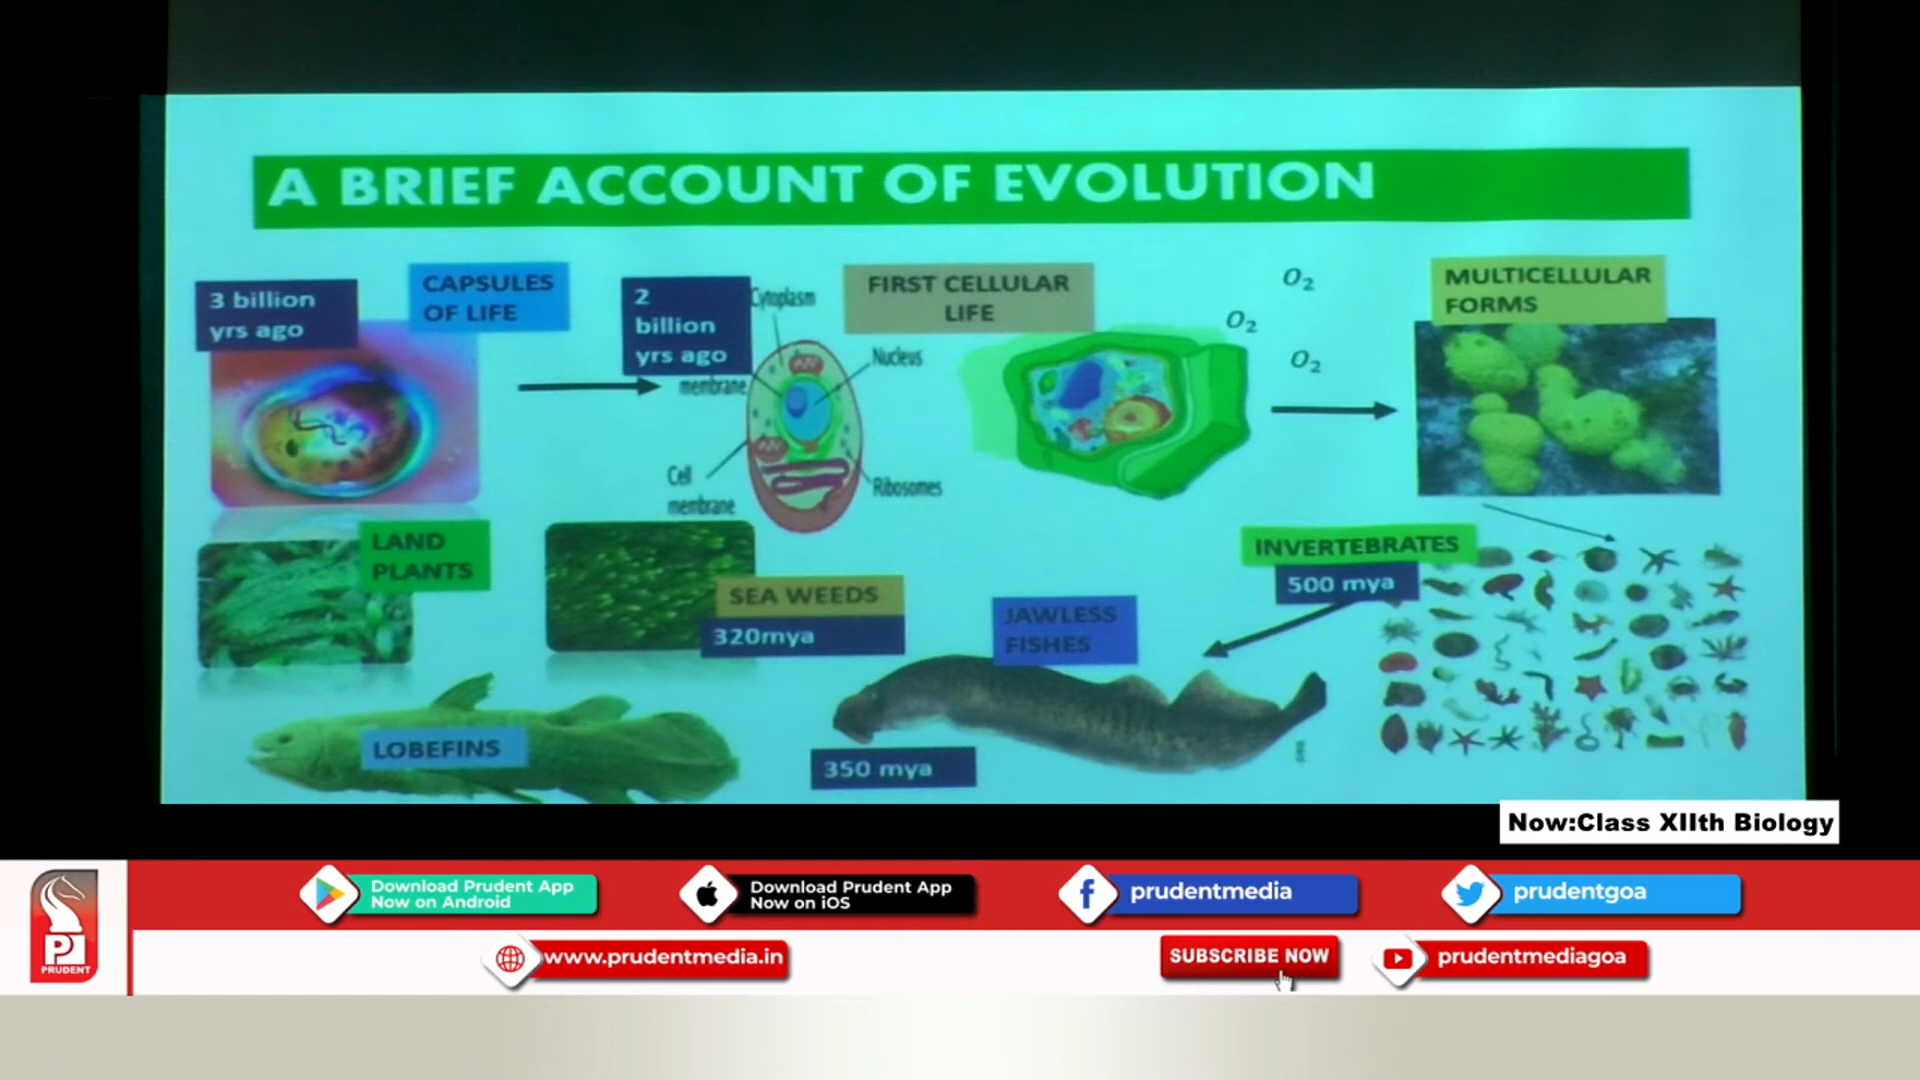 A BRIEF ACCOUNT OF EVOLUTION
3 billion
yrs ago
CAPSULES
OF LIFE
2
billion
yrs ago
Cytoplasm
Nucleus
membrane
Cell
membrane
Ribosomes
FIRST CELLULAR
LIFE
O2
O2
O2
MULTICELLULAR
FORMS
LAND
PLANTS
SEA WEEDS
320mya
JAWLESS
FISHES
INVERTEBRATES
500 mya
LOBEFINS
350 mya
Now:Class XIIth Biology
Download Prudent App
Now on Android
Download Prudent App
Now on iOS
prudentmedia
prudentgoa
PRUDENT
www.prudentmedia.in
SUBSCRIBE NOW
prudentmediagoa